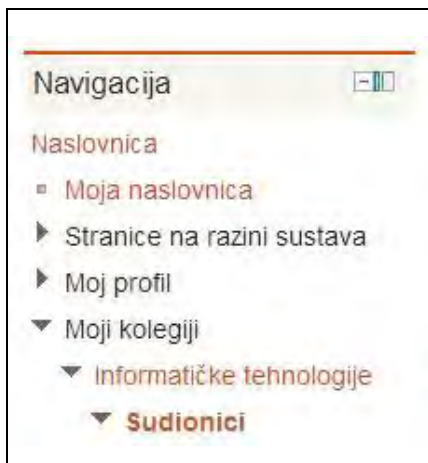 Navigacija
Naslovnica
Moja naslovnica
Stranice na razini sustava
Moj profil
Moji kolegiji
Informatičke tehnologije
Sudionici